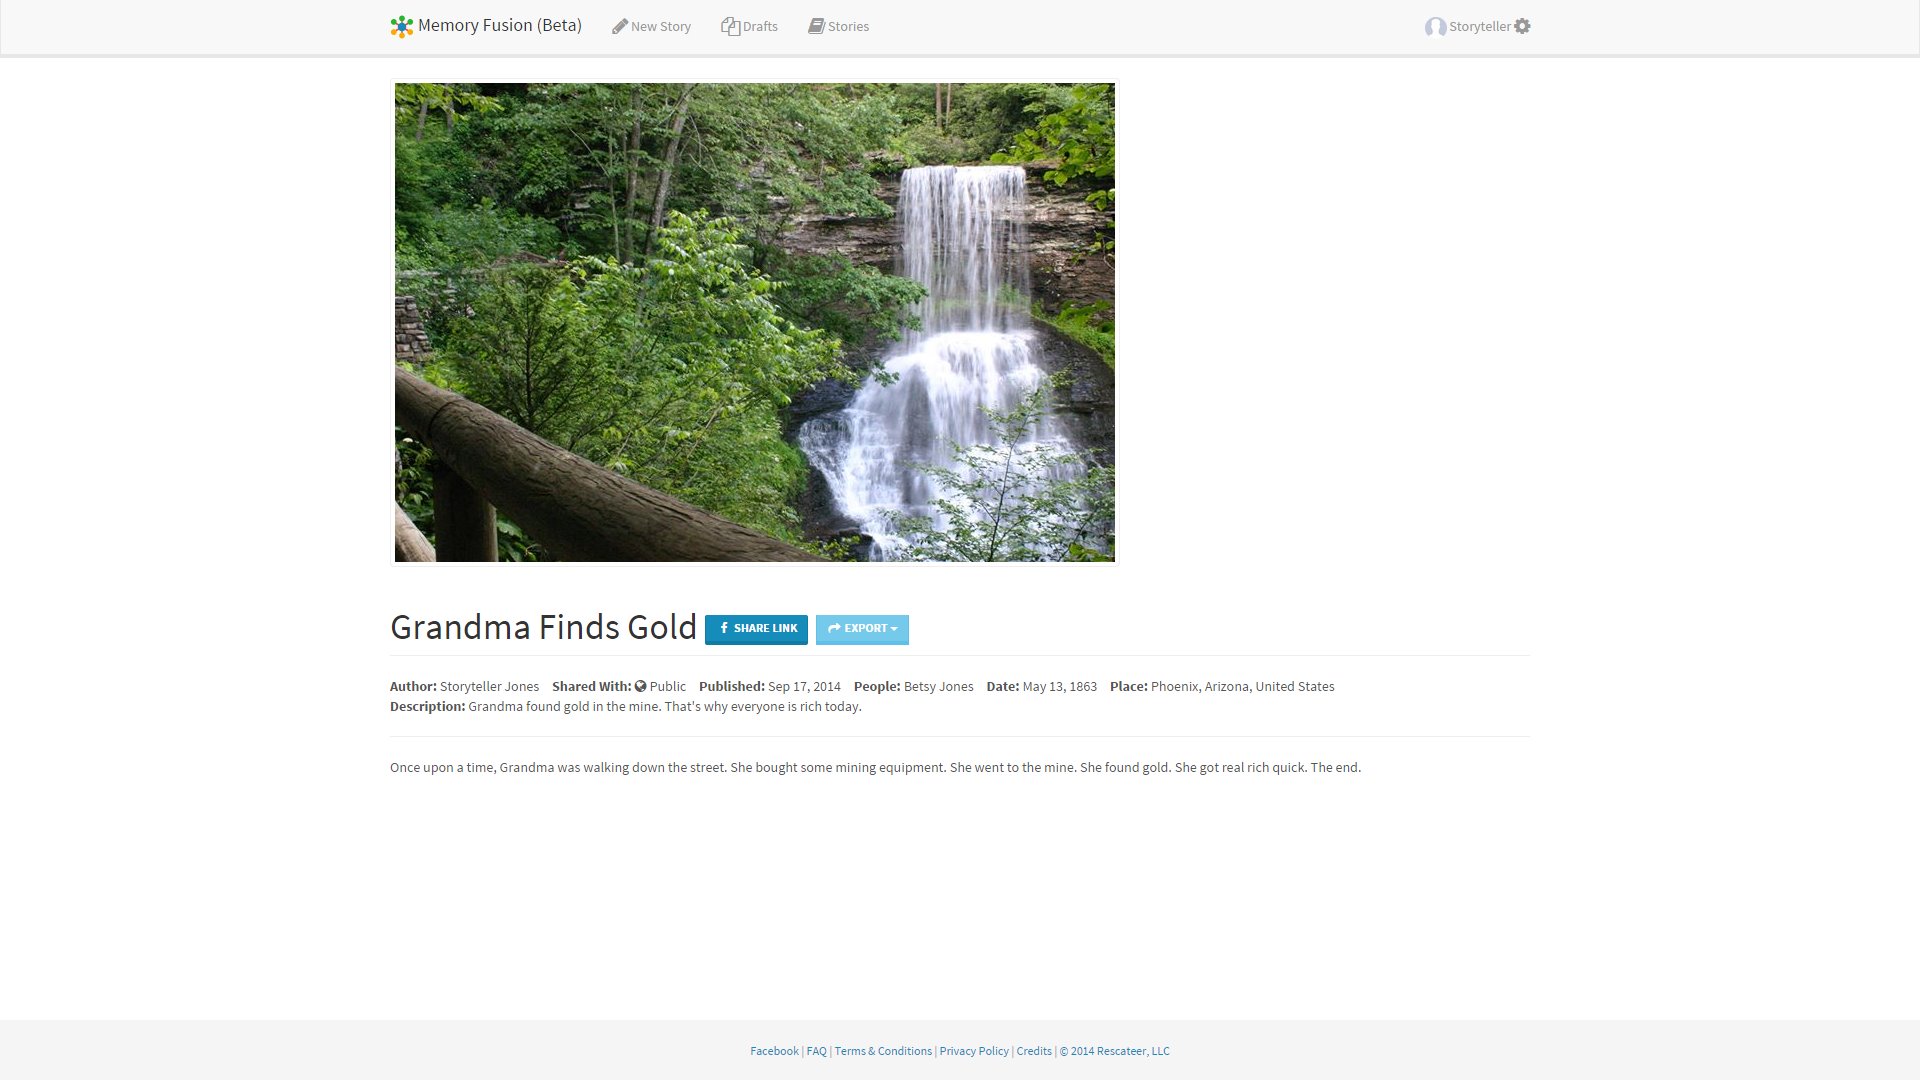 Memory Fusion (Beta) New Story Drafts Stories Storyteller
Grandma Finds Gold SHARE LINK EXPORT
Author: Storyteller Jones Shared With: Public Published: Sep 17, 2014 People: Betsy Jones Date: May 13, 1863 Place: Phoenix, Arizona, United States
Description: Grandma found gold in the mine. That's why everyone is rich today.
Once upon a time, Grandma was walking down the street. She bought some mining equipment. She went to the mine. She found gold. She got real rich quick. The end.
Facebook | FAQ | Terms & Conditions | Privacy Policy | Credits | © 2014 Rescateer, LLC